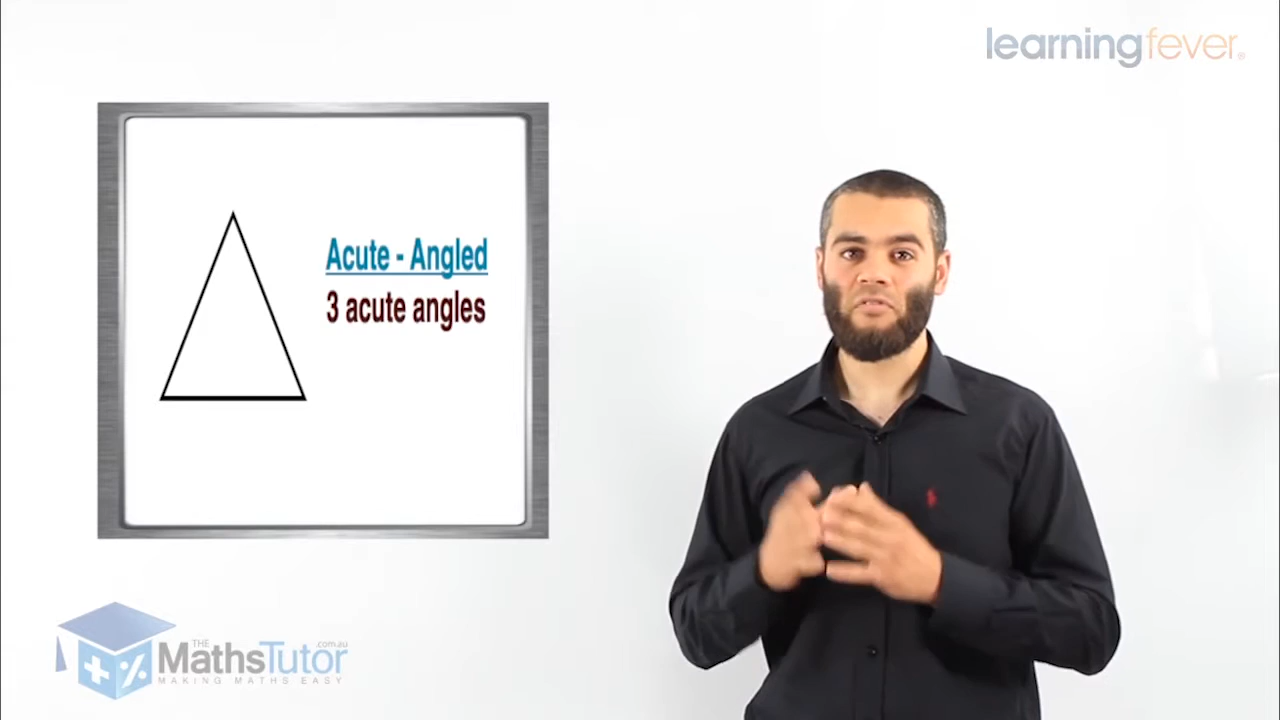 learningfever®
Acute - Angled
3 acute angles
THE
MathsTutor
.com.au
MAKING MATHS EASY